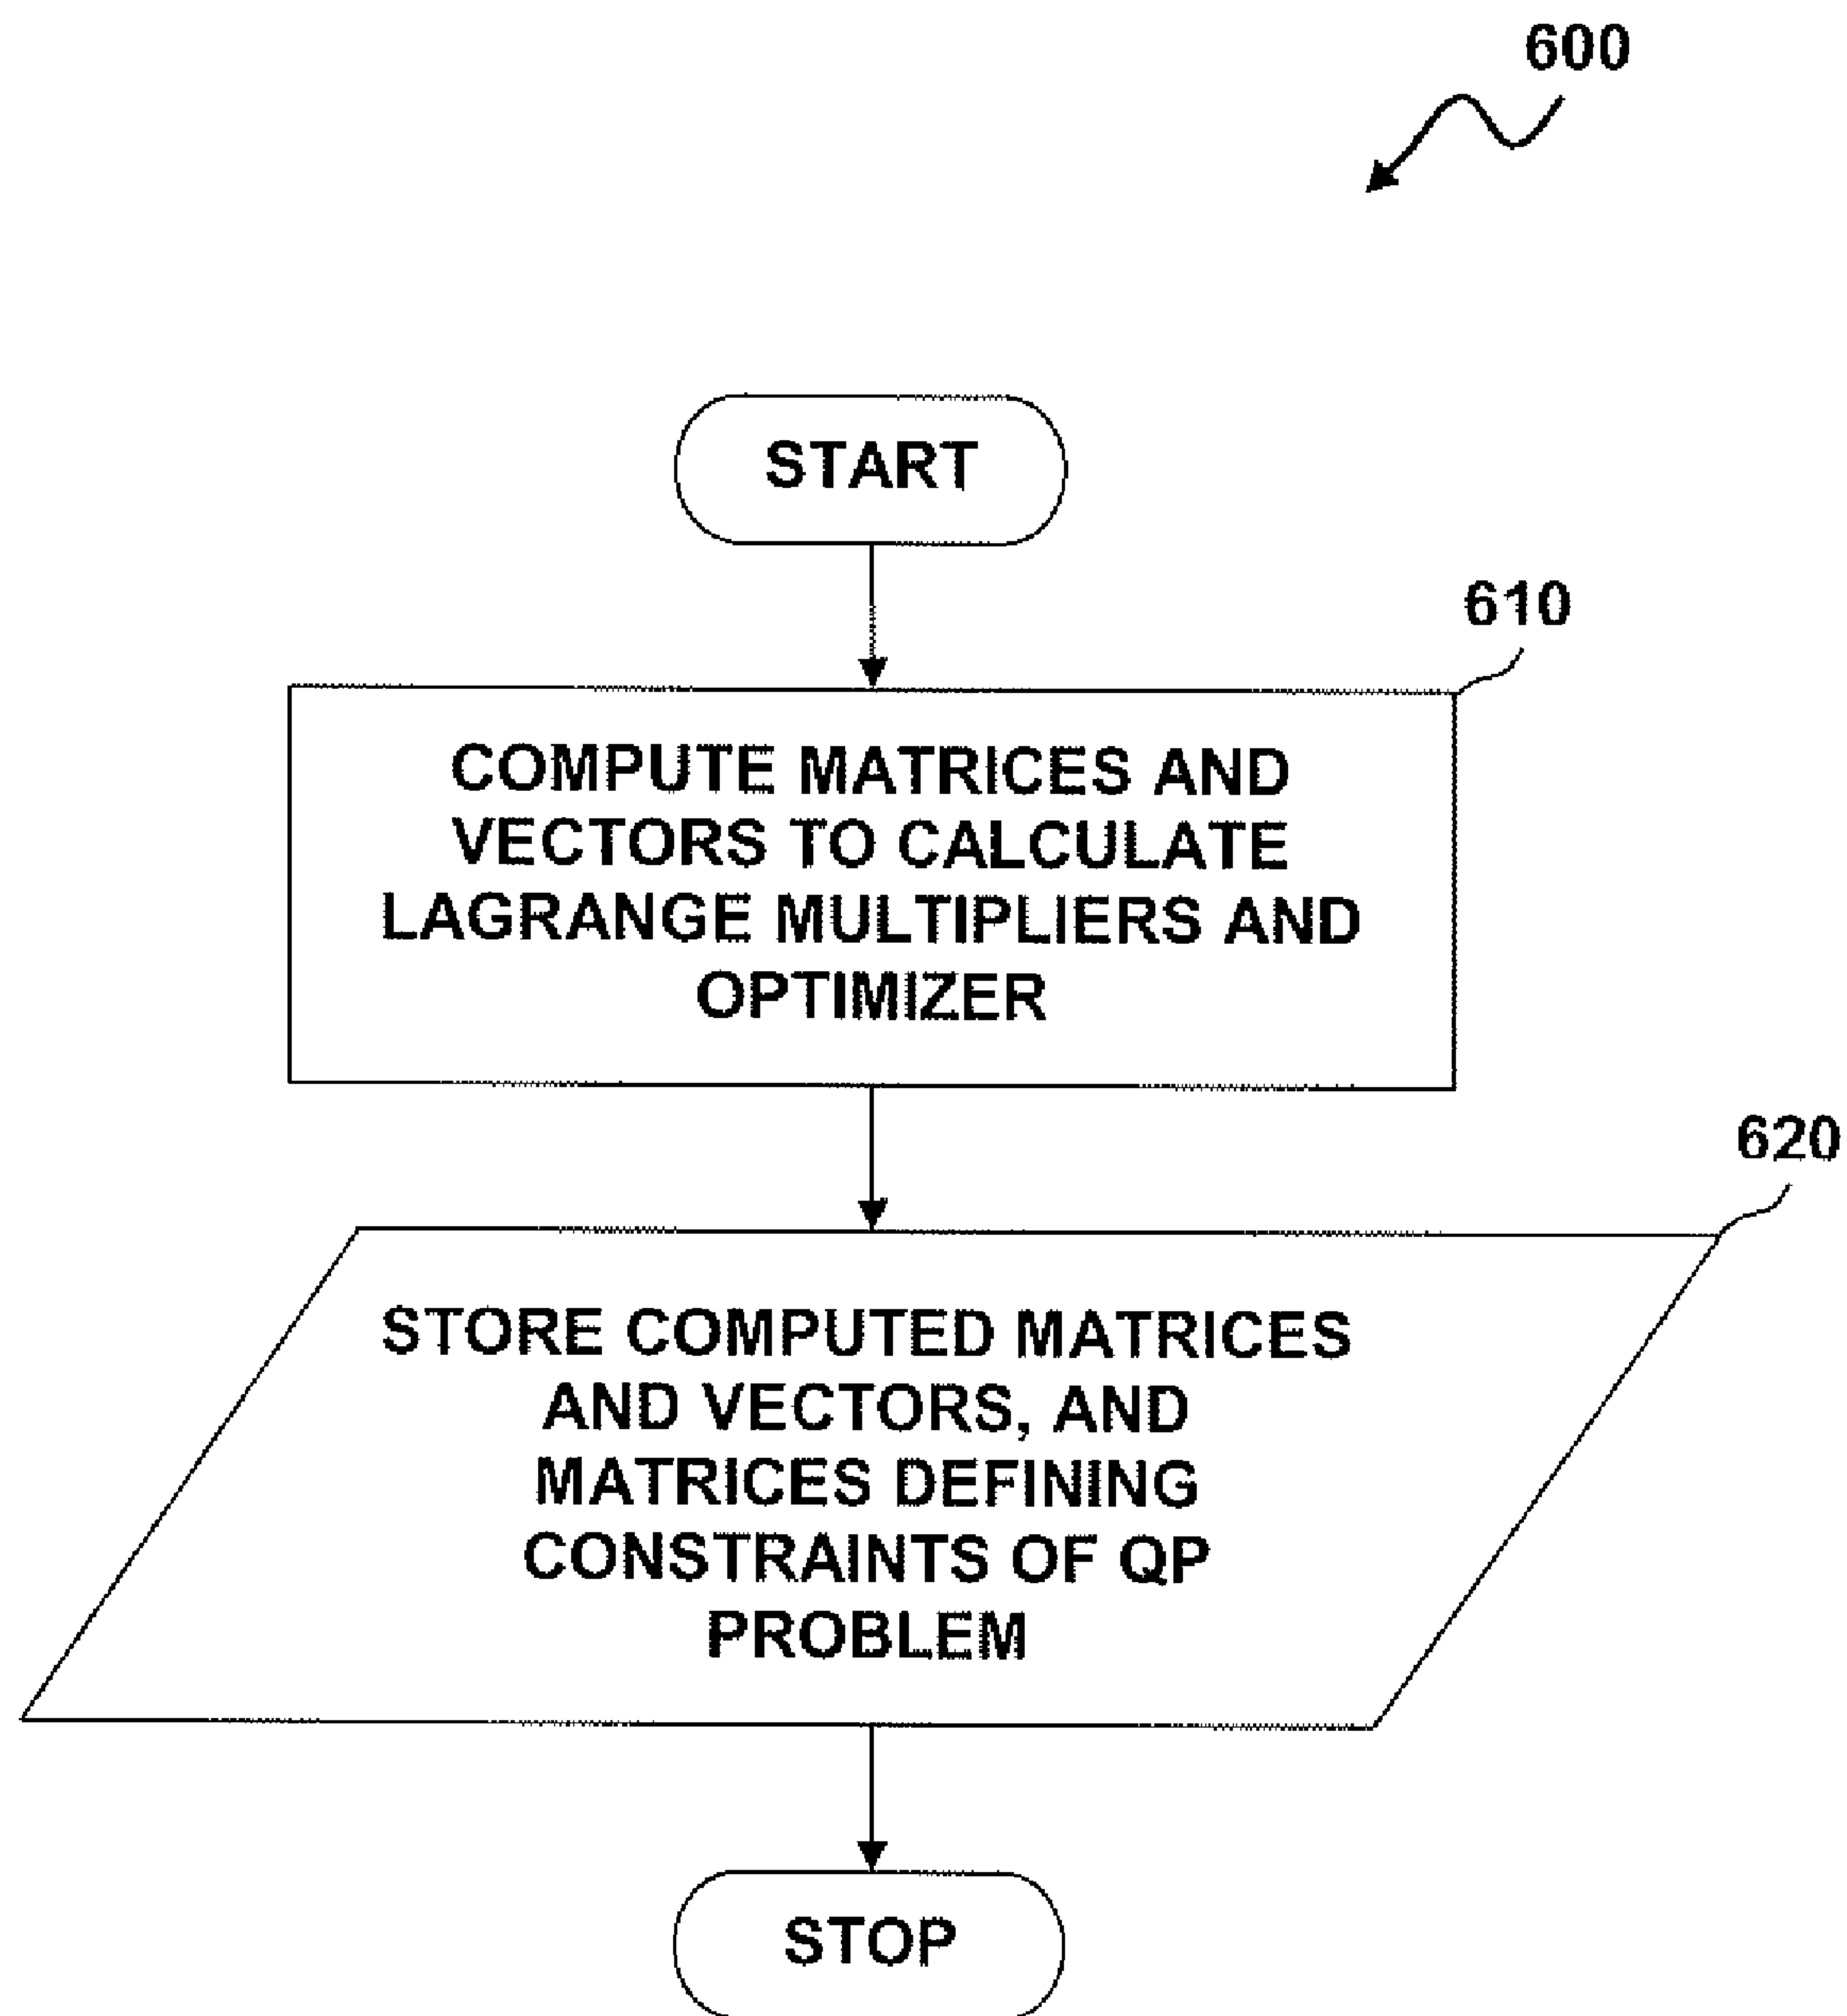 600
START
610
COMPUTE MATRICES AND
VECTORS TO CALCULATE
LAGRANGE MULTIPLIERS AND
OPTIMIZER
620
STORE COMPUTED MATRICES
AND VECTORS, AND
MATRICES DEFINING
CONSTRAINTS OF QP
PROBLEM
STOP